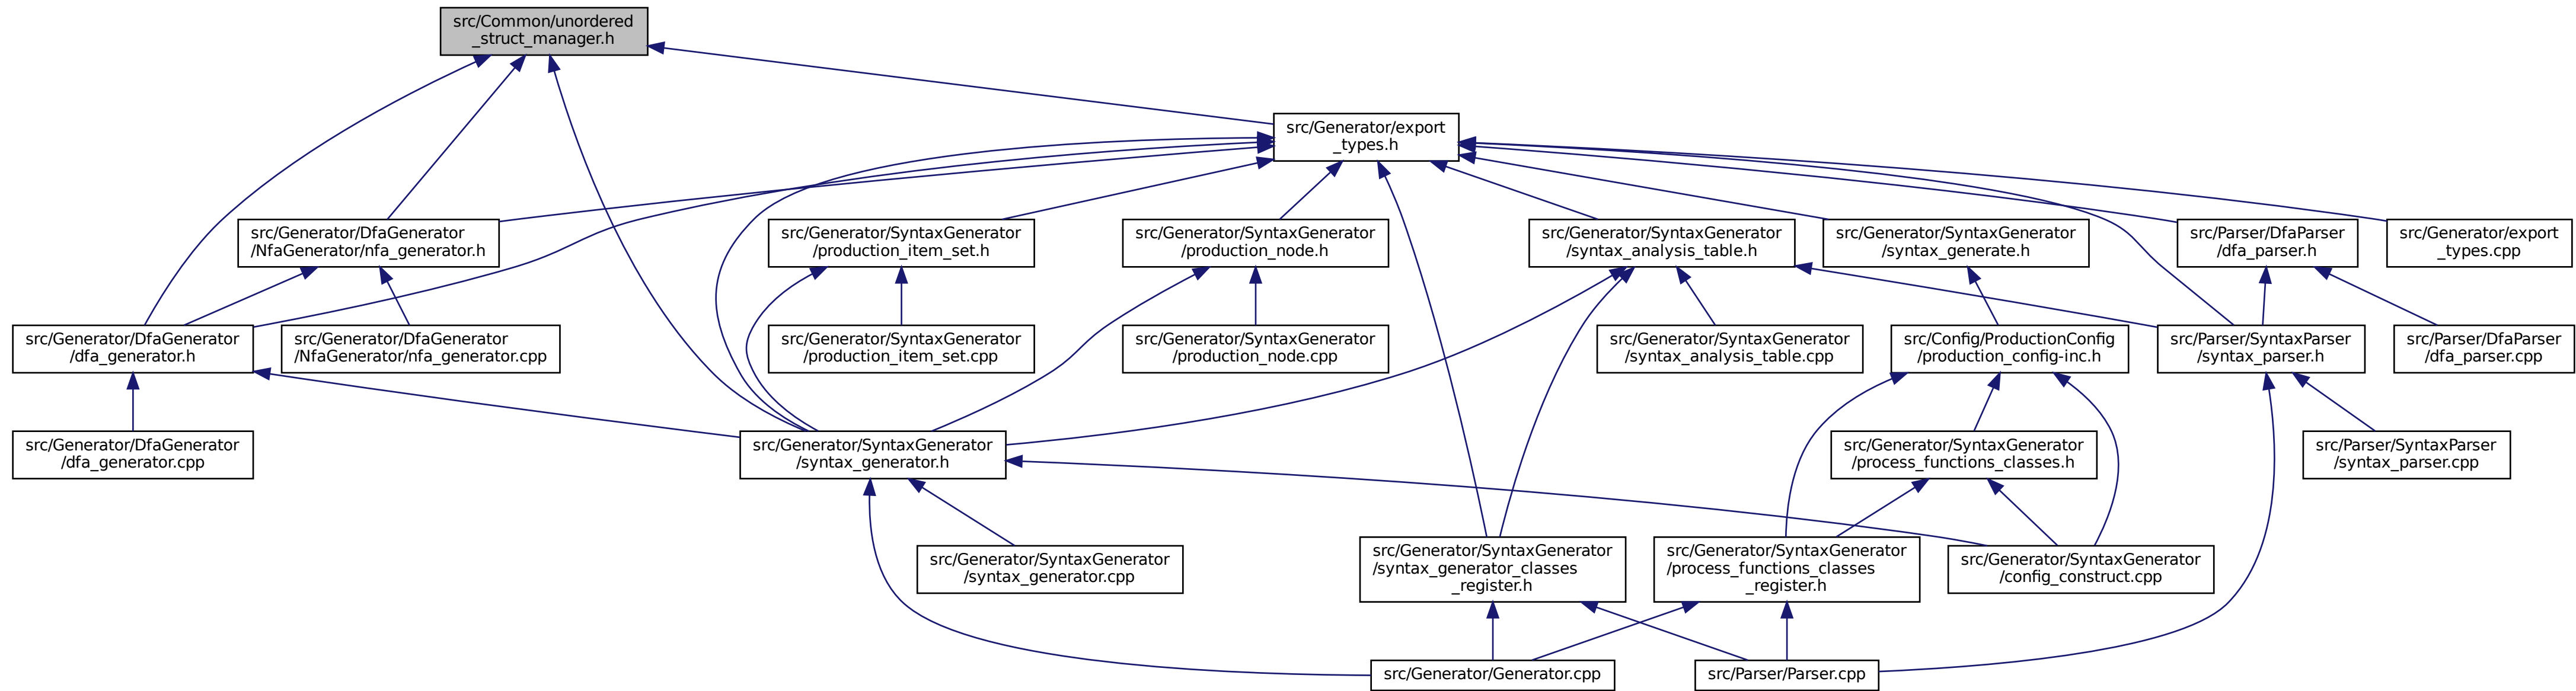 src/Common/unordered
_struct_manager.h
src/Generator/export
_types.h
src/Generator/DfaGenerator
/NfaGenerator/nfa_generator.h
src/Generator/SyntaxGenerator
/production_item_set.h
src/Generator/SyntaxGenerator
/production_node.h
src/Generator/SyntaxGenerator
/syntax_analysis_table.h
src/Generator/SyntaxGenerator
/syntax_generate.h
src/Parser/DfaParser
/dfa_parser.h
src/Generator/export
_types.cpp
src/Generator/DfaGenerator
/dfa_generator.h
src/Generator/DfaGenerator
/NfaGenerator/nfa_generator.cpp
src/Generator/SyntaxGenerator
/production_item_set.cpp
src/Generator/SyntaxGenerator
/production_node.cpp
src/Generator/SyntaxGenerator
/syntax_analysis_table.cpp
src/Config/ProductionConfig
/production_config-inc.h
src/Parser/SyntaxParser
/syntax_parser.h
src/Parser/DfaParser
/dfa_parser.cpp
src/Generator/DfaGenerator
/dfa_generator.cpp
src/Generator/SyntaxGenerator
/syntax_generator.h
src/Generator/SyntaxGenerator
/process_functions_classes.h
src/Parser/SyntaxParser
/syntax_parser.cpp
src/Generator/SyntaxGenerator
/syntax_generator.cpp
src/Generator/SyntaxGenerator
/syntax_generator_classes
_register.h
src/Generator/SyntaxGenerator
/process_functions_classes
_register.h
src/Generator/SyntaxGenerator
/config_construct.cpp
src/Generator/Generator.cpp
src/Parser/Parser.cpp